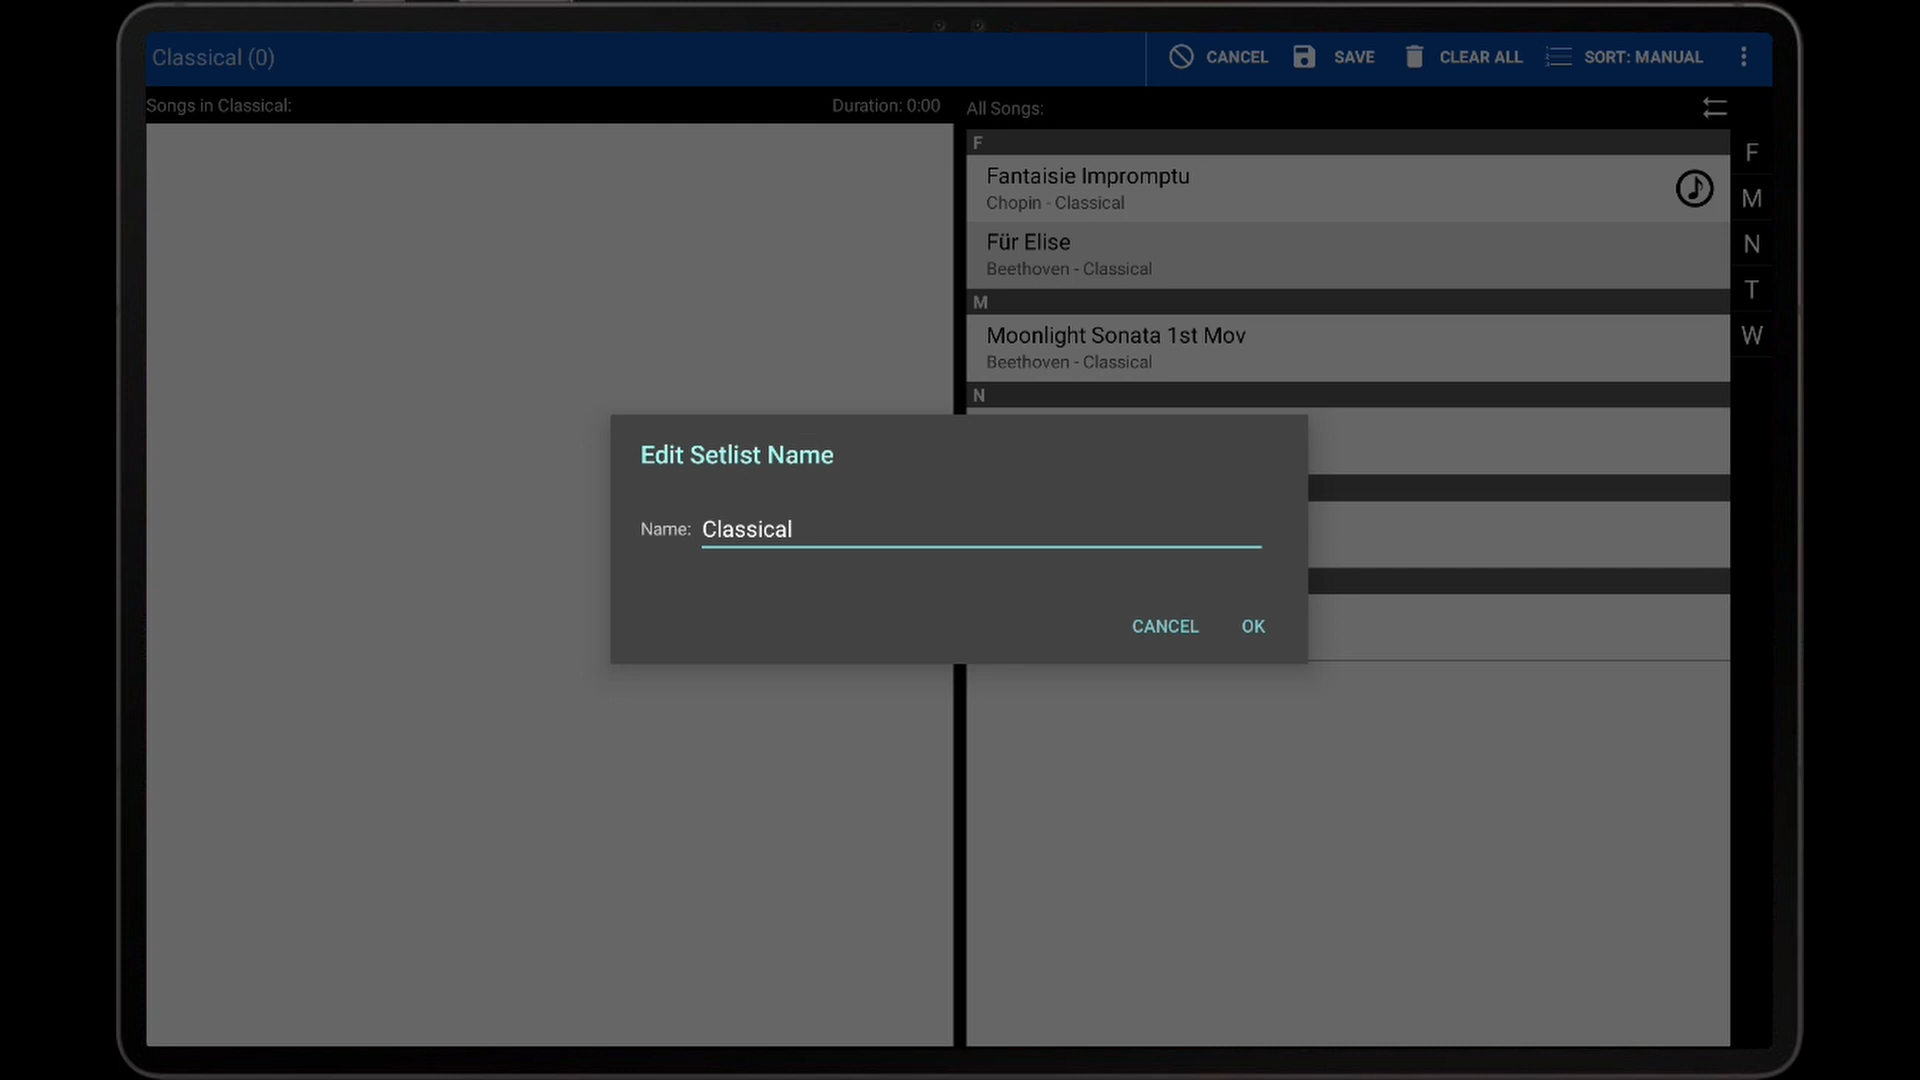 Classical (0)
CANCEL
SAVE
CLEAR ALL
SORT: MANUAL
Songs in Classical:
Duration: 0:00
All Songs:
F
Fantaisie Impromptu
Chopin - Classical
Für Elise
Beethoven - Classical
M
Moonlight Sonata 1st Mov
Beethoven - Classical
N
F
M
N
T
W
Edit Setlist Name
Name: Classical
CANCEL
OK